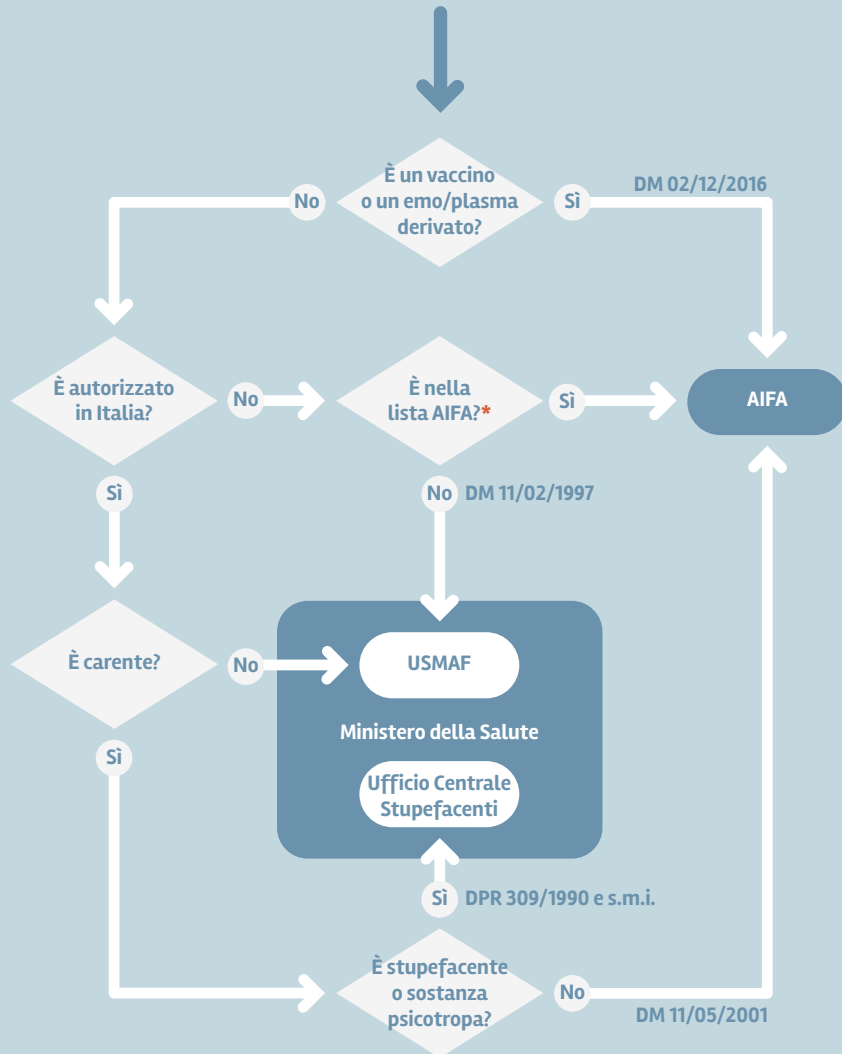 È un vaccino
o un emo/plasma
derivato?
No
Sì
DM 02/12/2016
È autorizzato
in Italia?
No
È nella
lista AIFA?*
Sì
AIFA
Sì
No
DM 11/02/1997
È carente?
No
USMAF
Ministero della Salute
Sì
Ufficio Centrale
Stupefacenti
Sì
DPR 309/1990 e s.m.i.
È stupefacente
o sostanza
psicotropa?
No
DM 11/05/2001